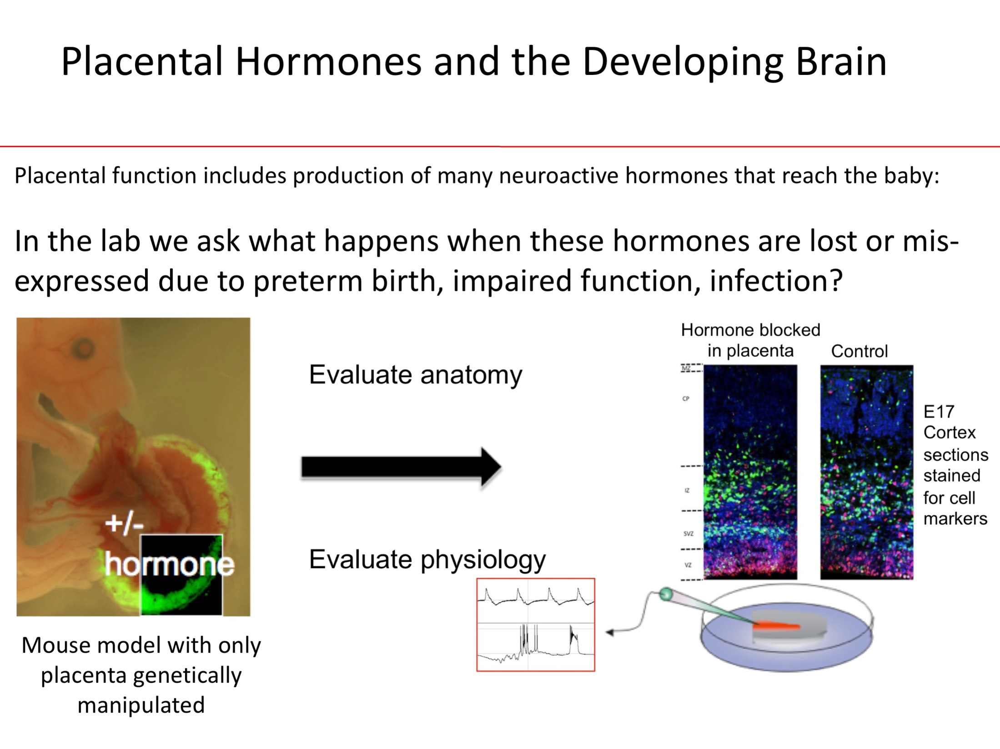 Placental Hormones and the Developing Brain
Placental function includes production of many neuroactive hormones that reach the baby:
In the lab we ask what happens when these hormones are lost or mis-
expressed due to preterm birth, impaired function, infection?
+/-
hormone
Mouse model with only
placenta genetically
manipulated
Evaluate anatomy
Evaluate physiology
Hormone blocked
in placenta
Control
MZ
CP
IZ
SVZ
VZ
E17
Cortex
sections
stained
for cell
markers